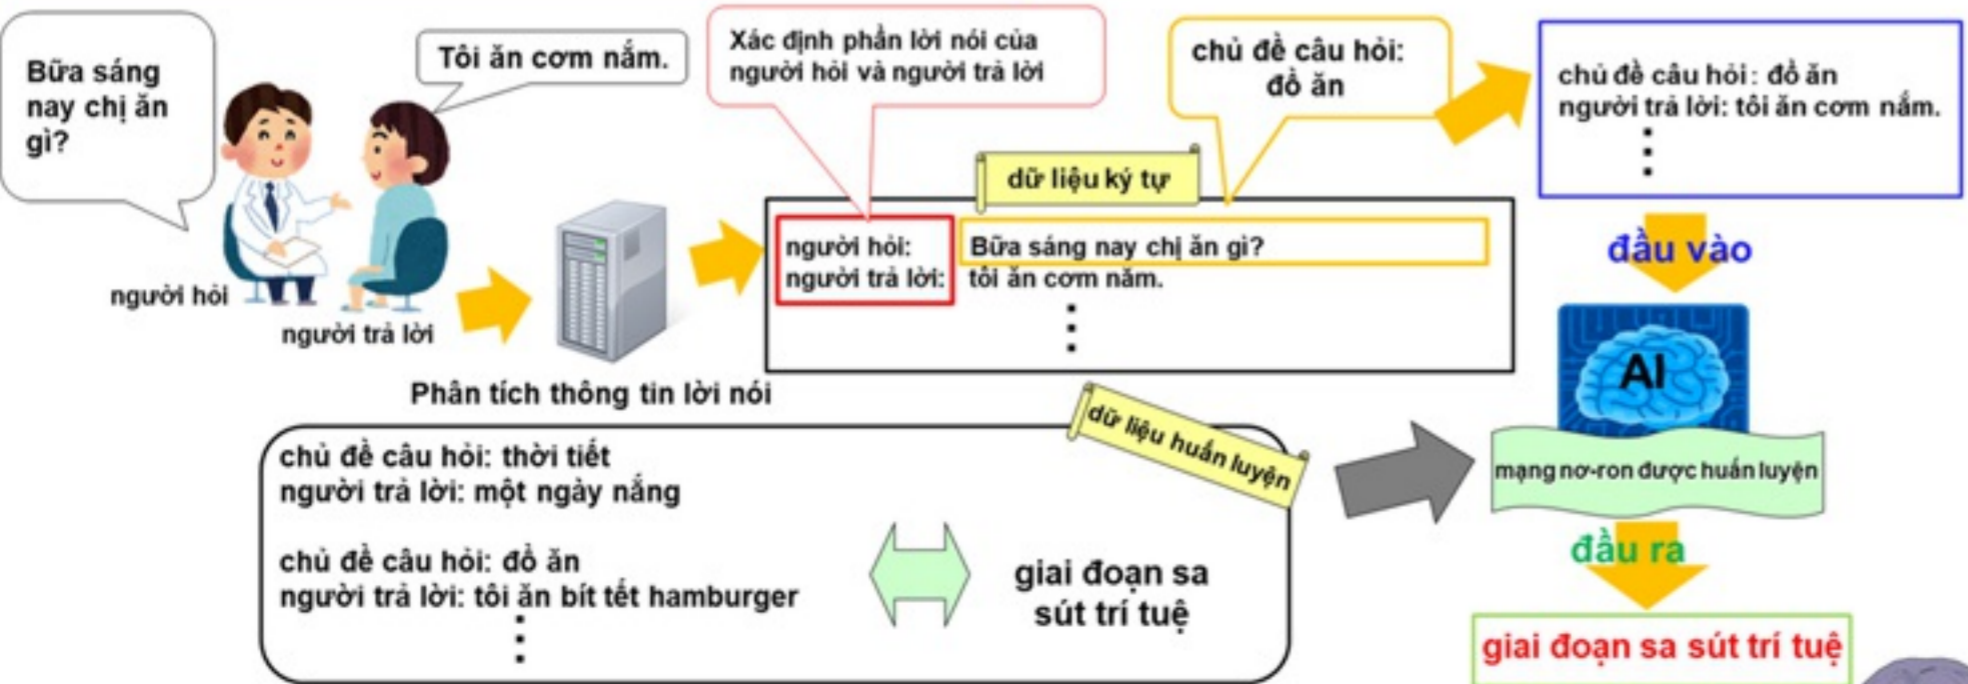 Bữa sáng
nay chị ăn
gì?
Tôi ăn cơm nắm.
người hỏi
người trả lời
Phân tích thông tin lời nói
Xác định phần lời nói của
người hỏi và người trả lời
chủ đề câu hỏi:
đồ ăn
dữ liệu ký tự
người hỏi: Bữa sáng nay chị ăn gì?
người trả lời: tôi ăn cơm năm.
chủ đề câu hỏi: đồ ăn
người trả lời: tôi ăn cơm nắm.
đầu vào
AI
mạng nơ-ron được huấn luyện
đầu ra
giai đoạn sa sút trí tuệ
dữ liệu huấn luyện
chủ đề câu hỏi: thời tiết
người trả lời: một ngày nắng
chủ đề câu hỏi: đồ ăn
người trả lời: tôi ăn bít tết hamburger
giai đoạn sa
sút trí tuệ